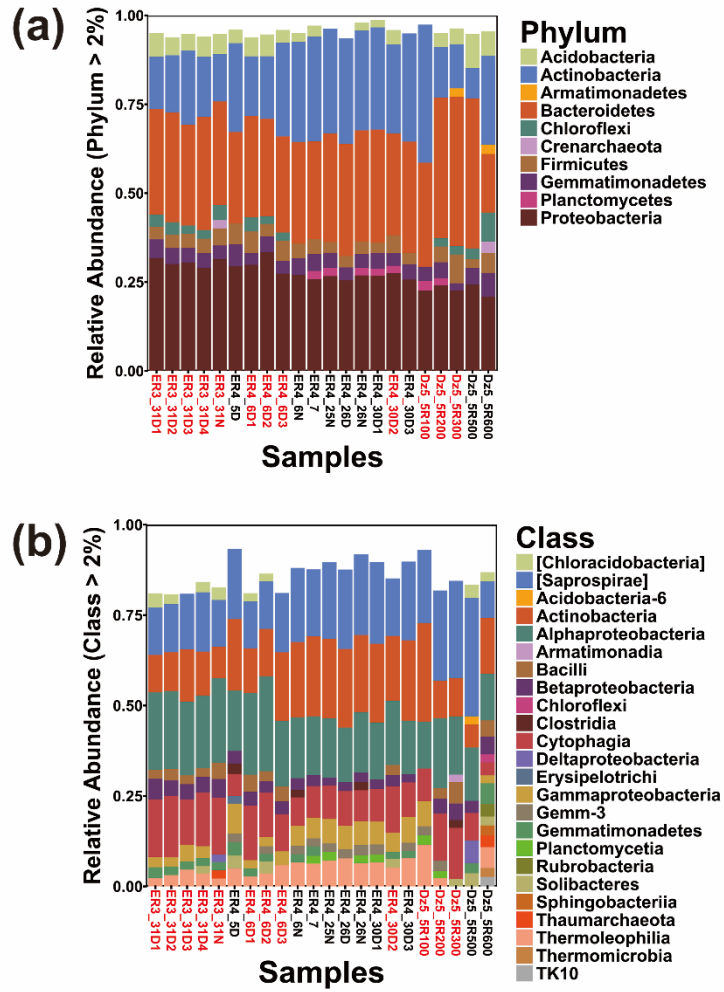 (a)
Relative Abundance (Phylum > 2%)
1.00
0.75
0.50
0.25
0.00
ER3_31D1
ER3_31D2
ER3_31D3
ER3_31D4
ER3_31N
ER4_5D
ER4_6D1
ER4_6D2
ER4_6D3
ER4_6N
ER4_7
ER4_25N
ER4_26D
ER4_26N
ER4_30D1
ER4_30D2
ER4_30D3
Dz5_5R100
Dz5_5R200
Dz5_5R300
Dz5_5R500
Dz5_5R600
Samples
Phylum
Acidobacteria
Actinobacteria
Armatimonadetes
Bacteroidetes
Chloroflexi
Crenarchaeota
Firmicutes
Gemmatimonadetes
Planctomycetes
Proteobacteria
(b)
Relative Abundance (Class > 2%)
1.00
0.75
0.50
0.25
0.00
ER3_31D1
ER3_31D2
ER3_31D3
ER3_31D4
ER3_31N
ER4_5D
ER4_6D1
ER4_6D2
ER4_6D3
ER4_6N
ER4_7
ER4_25N
ER4_26D
ER4_26N
ER4_30D1
ER4_30D2
ER4_30D3
Dz5_5R100
Dz5_5R200
Dz5_5R300
Dz5_5R500
Dz5_5R600
Samples
Class
[Chloracidobacteria]
[Saprospirae]
Acidobacteria-6
Actinobacteria
Alphaproteobacteria
Armatimonadia
Bacilli
Betaproteobacteria
Chloroflexi
Clostridia
Cytophagia
Deltaproteobacteria
Erysipelotrichi
Gammaproteobacteria
Gemm-3
Gemmatimonadetes
Planctomycetia
Rubrobacteria
Solibacteres
Sphingobacteriia
Thaumarchaeota
Thermoleophilia
Thermomicrobia
TK10